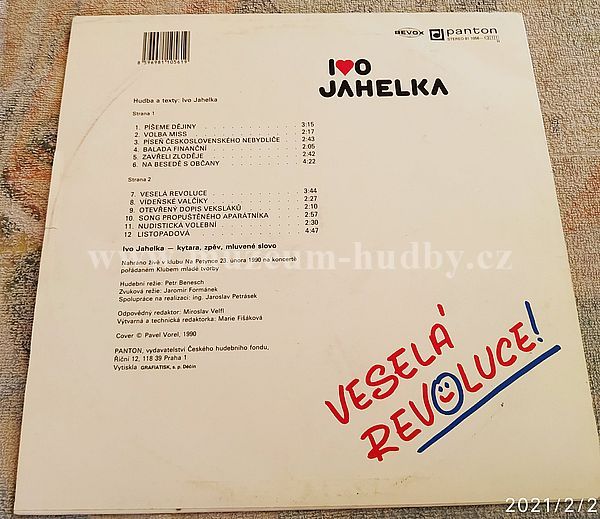 8 596981 105619
BEVOX panton
STEREO 81
I♥O
JAHELKA
Hudba a texty: Ivo Jahelka
Strana 1
1. PÍŠEME DĚJINY 3:15
2. VOLBA MISS 2:17
3. PÍSEŇ ČESKOSLOVENSKÉHO NEBYDLIČE 2:43
4. BALADA FINANČNÍ 2:05
5. ZAVŘELI ZLODĚJE 2:42
6. NA BESEDĚ S OBČANY 4:22
Strana 2
7. VESELÁ REVOLUCE 3:44
8. VÍDEŇSKÉ VALČÍKY 2:27
9. OTEVŘENÝ DOPIS VEKSLÁKŮ 2:10
10. SONG PROPUŠTĚNÉHO APARÁTNÍKA 2:57
11. NUDISTICKÁ VOLEBNÍ 2:30
12. LISTOPADOVÁ 4:47
Ivo Jahelka – kytara, zpěv, mluvené slovo
Nahráno živě v klubu Na Petynce 23. února 1990 na koncertě
pořádaném Klubem mladé tvorby
Hudební režie: Petr Benesch
Zvuková režie: Jaromír Formánek
Spolupráce na realizaci: ing. Jaroslav Petrásek
Odpovědný redaktor: Miroslav Velfl
Výtvarná a technická redaktorka: Marie Fišáková
Cover © Pavel Vorel, 1990
PANTON, vydavatelství Českého hudebního fondu,
Říční 12, 118 39 Praha 1
Vytiskla GRAFIATISK, s. p. Děčín
VESELÁ
REVOLUCE!
-hudby.cz
2021/2/2